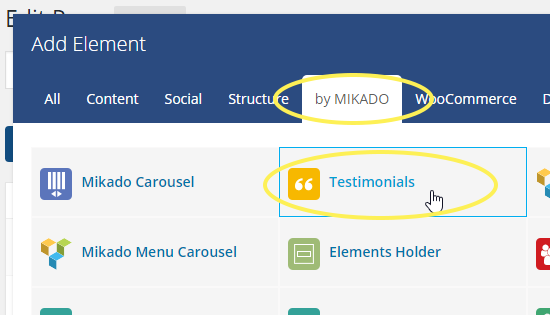 Add Element
All Content Social Structure by MIKADO WooCommerce D
Mikado Carousel Testimonials
Mikado Menu Carousel Elements Holder